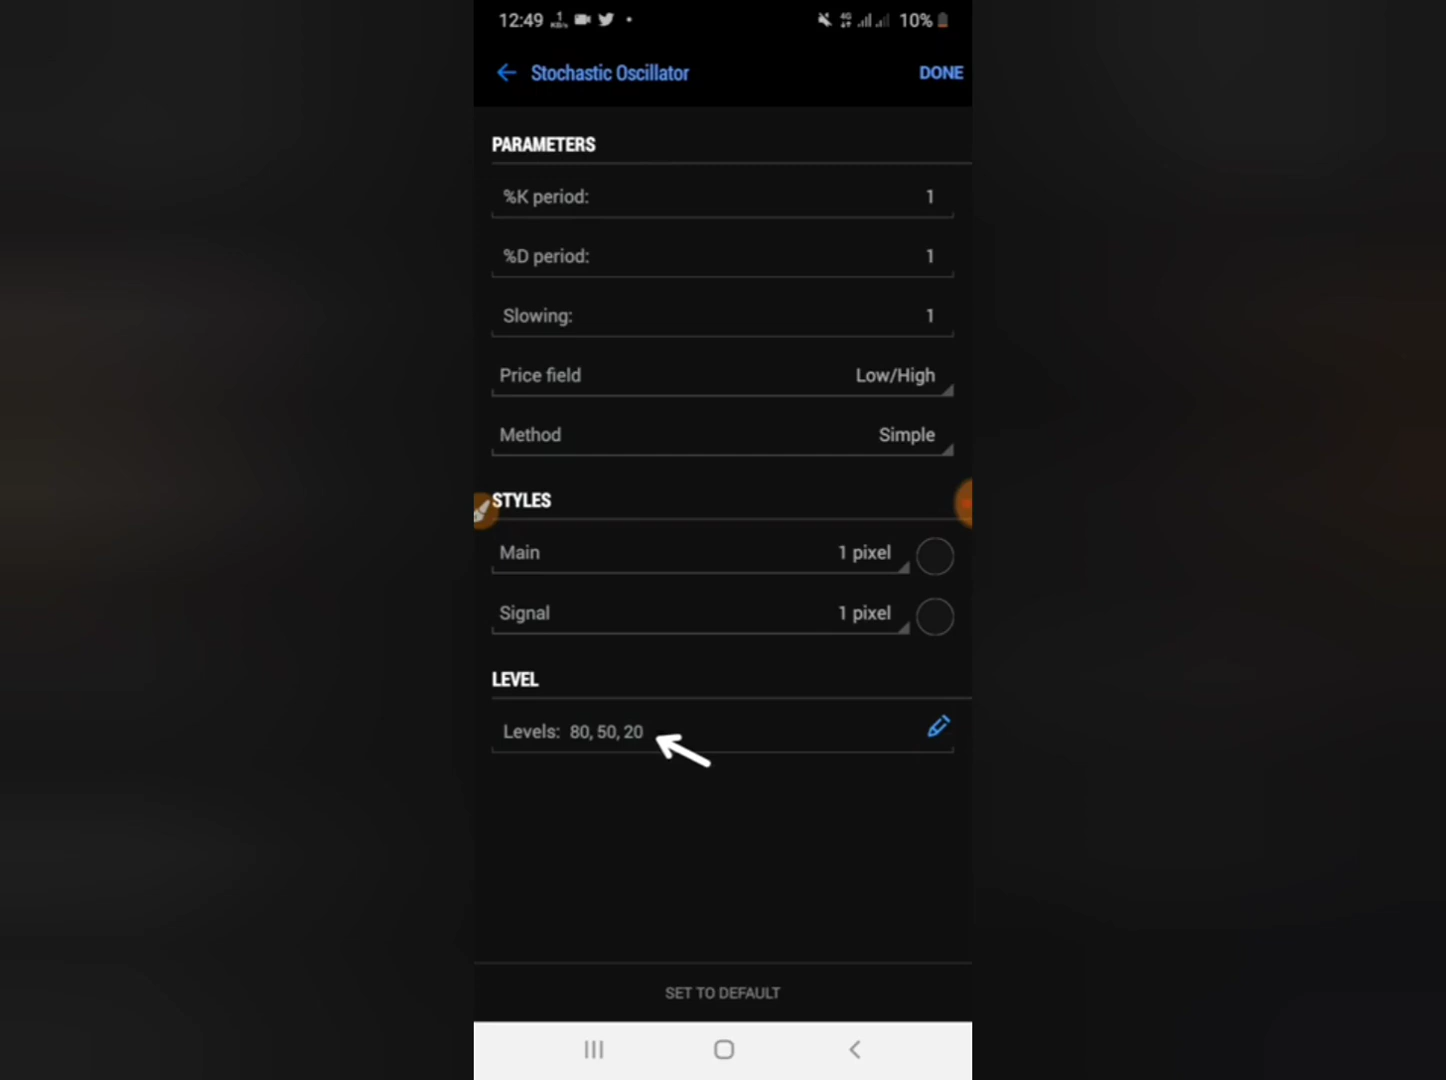 12:49 10%
Stochastic Oscillator DONE
PARAMETERS
%K period: 1
%D period: 1
Slowing: 1
Price field Low/High
Method Simple
STYLES
Main 1 pixel
Signal 1 pixel
LEVEL
Levels: 80, 50, 20
SET TO DEFAULT